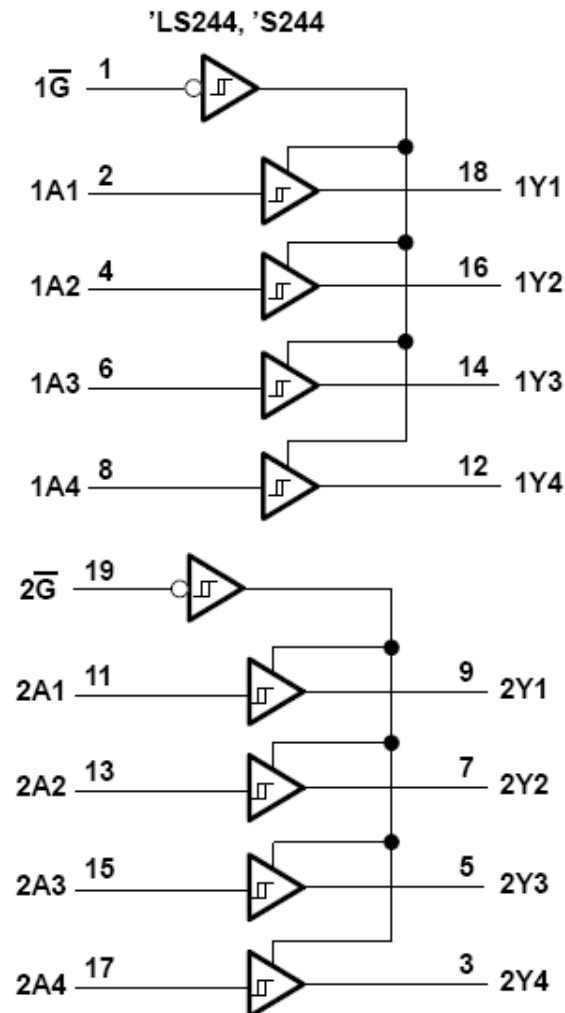 ’LS244, ’S244
1G̅ 1
1A1 2 18 1Y1
1A2 4 16 1Y2
1A3 6 14 1Y3
1A4 8 12 1Y4
2G̅ 19
2A1 11 9 2Y1
2A2 13 7 2Y2
2A3 15 5 2Y3
2A4 17 3 2Y4